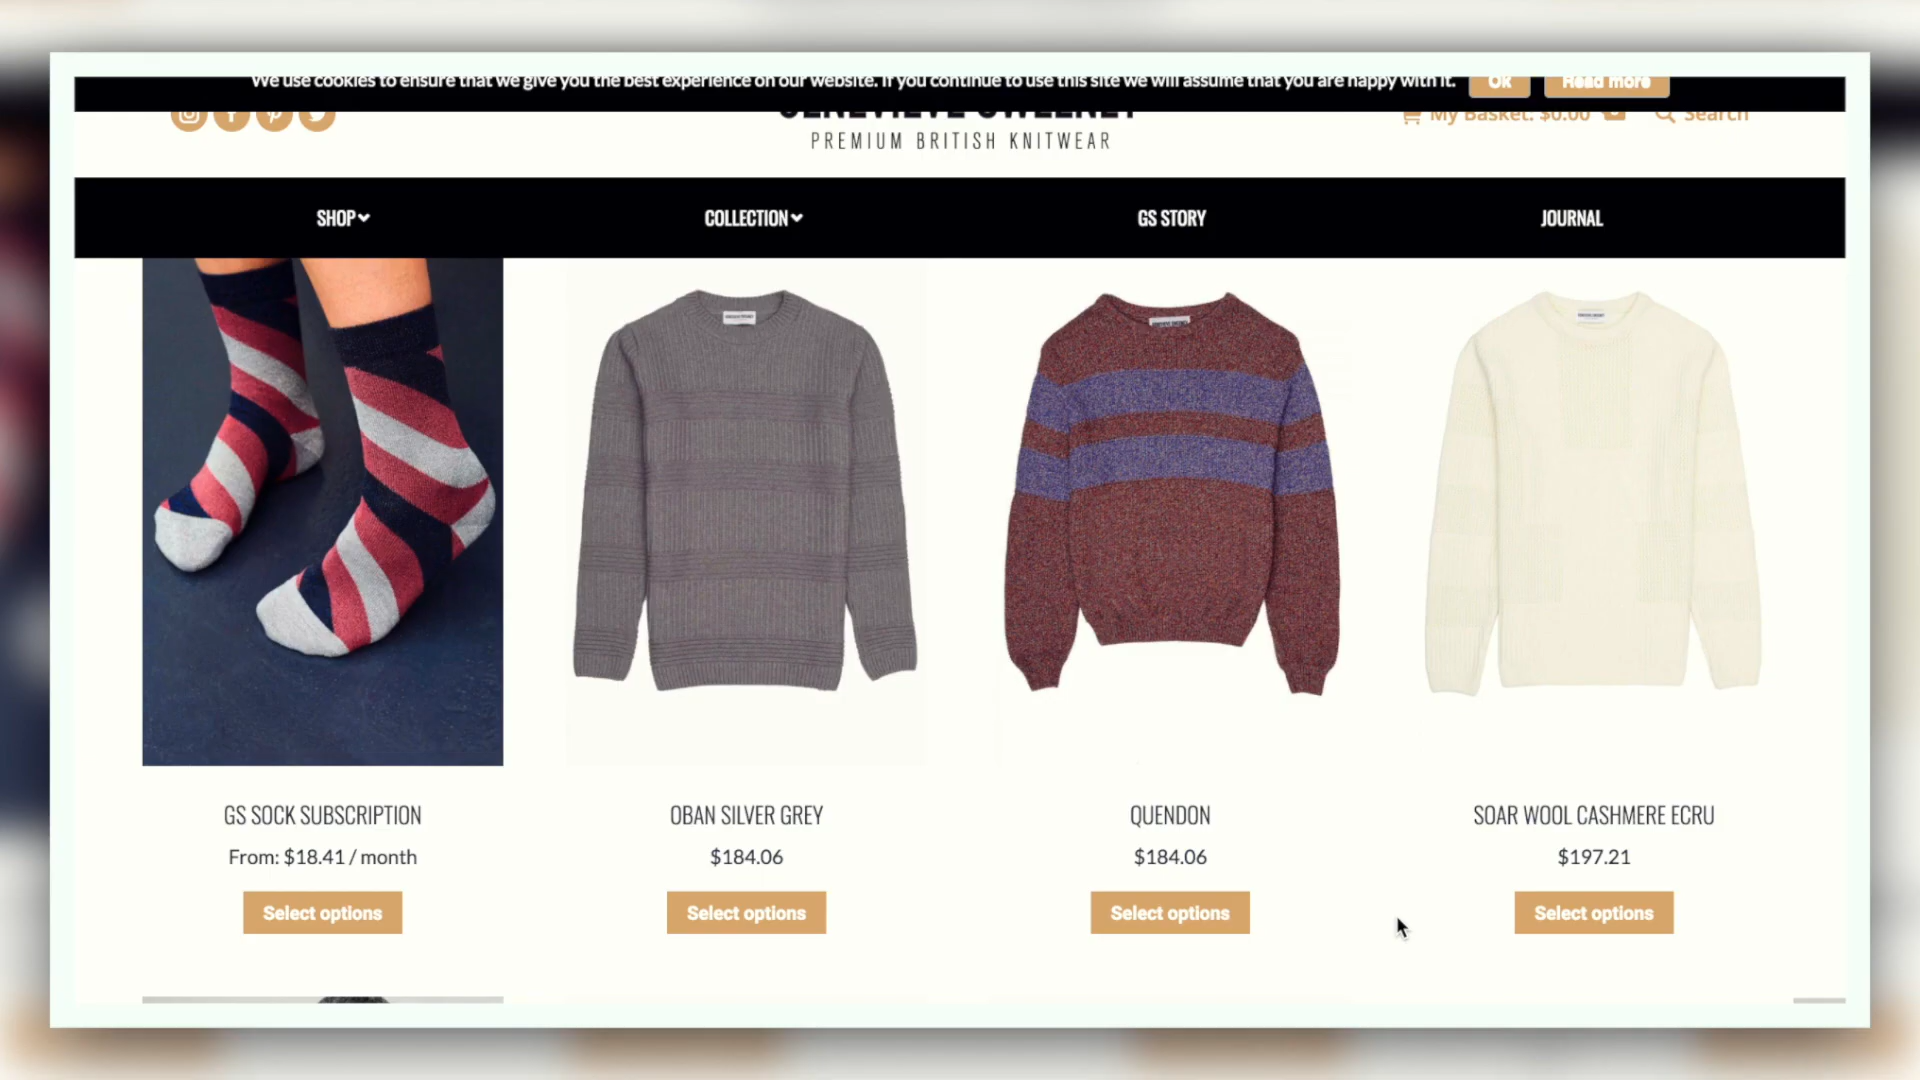 We use cookies to ensure that we give you the best experience on our website. If you continue to use this site we will assume that you are happy with it. Ok Read more
GENEVIEVE SWEENEY
My Basket: $0.00 Search
PREMIUM BRITISH KNITWEAR
SHOP COLLECTION GS STORY JOURNAL
GS SOCK SUBSCRIPTION OBAN SILVER GREY QUENDON SOAR WOOL CASHMERE ECRU
From: $18.41 / month $184.06 $184.06 $197.21
Select options Select options Select options Select options